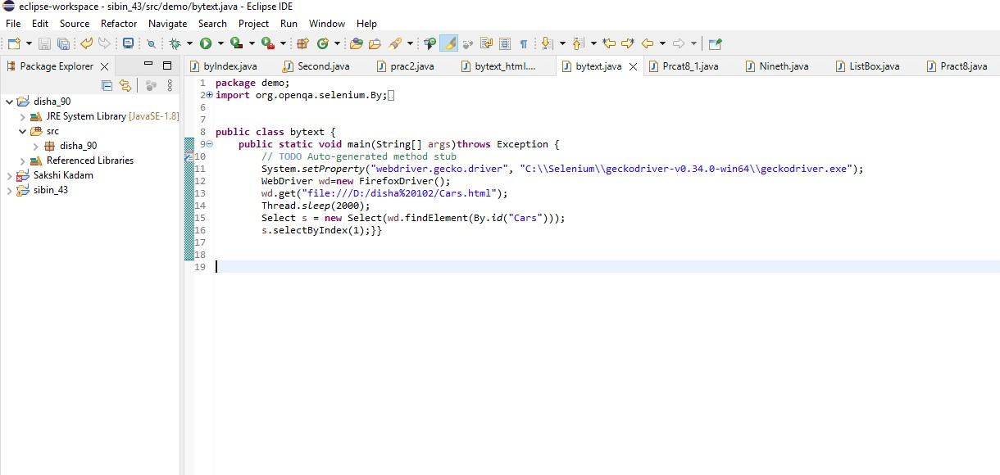 eclipse-workspace - sibin_43/src/demo/bytext.java - Eclipse IDE
File Edit Source Refactor Navigate Search Project Run Window Help
Package Explorer
byIndex.java Second.java prac2.java bytext_html.... bytext.java Prcat8_1.java Nineth.java ListBox.java Pract8.java
disha_90
JRE System Library [JavaSE-1.8]
src
disha_90
Referenced Libraries
Sakshi Kadam
sibin_43
1 package demo;
2 import org.openqa.selenium.By;
6
7
8 public class bytext {
9 public static void main(String[] args)throws Exception {
10 // TODO Auto-generated method stub
11 System.setProperty("webdriver.gecko.driver", "C:\\Selenium\\geckodriver-v0.34.0-win64\\geckodriver.exe");
12 WebDriver wd=new FirefoxDriver();
13 wd.get("file:///D:/disha%20102/Cars.html");
14 Thread.sleep(2000);
15 Select s = new Select(wd.findElement(By.id("Cars")));
16 s.selectByIndex(1);}}
17
18
19